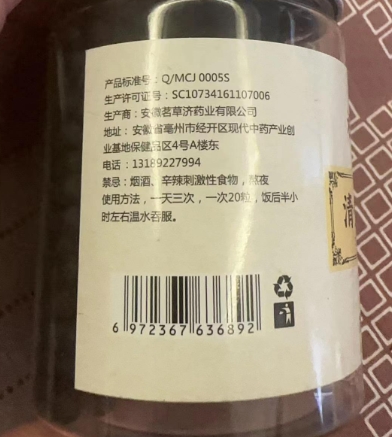 产品标准号：Q/MCJ 0005S
生产许可证号：SC10734161107006
生产商：安徽茗草济药业有限公司
地址：安徽省亳州市经开区现代中药产业创
业基地保健品区4号A楼东
电话：13189227994
禁忌：烟酒、辛辣刺激性食物，熬夜
使用方法，一天三次，一次20粒，饭后半小
时左右温水吞服。
6 972367 636892
清